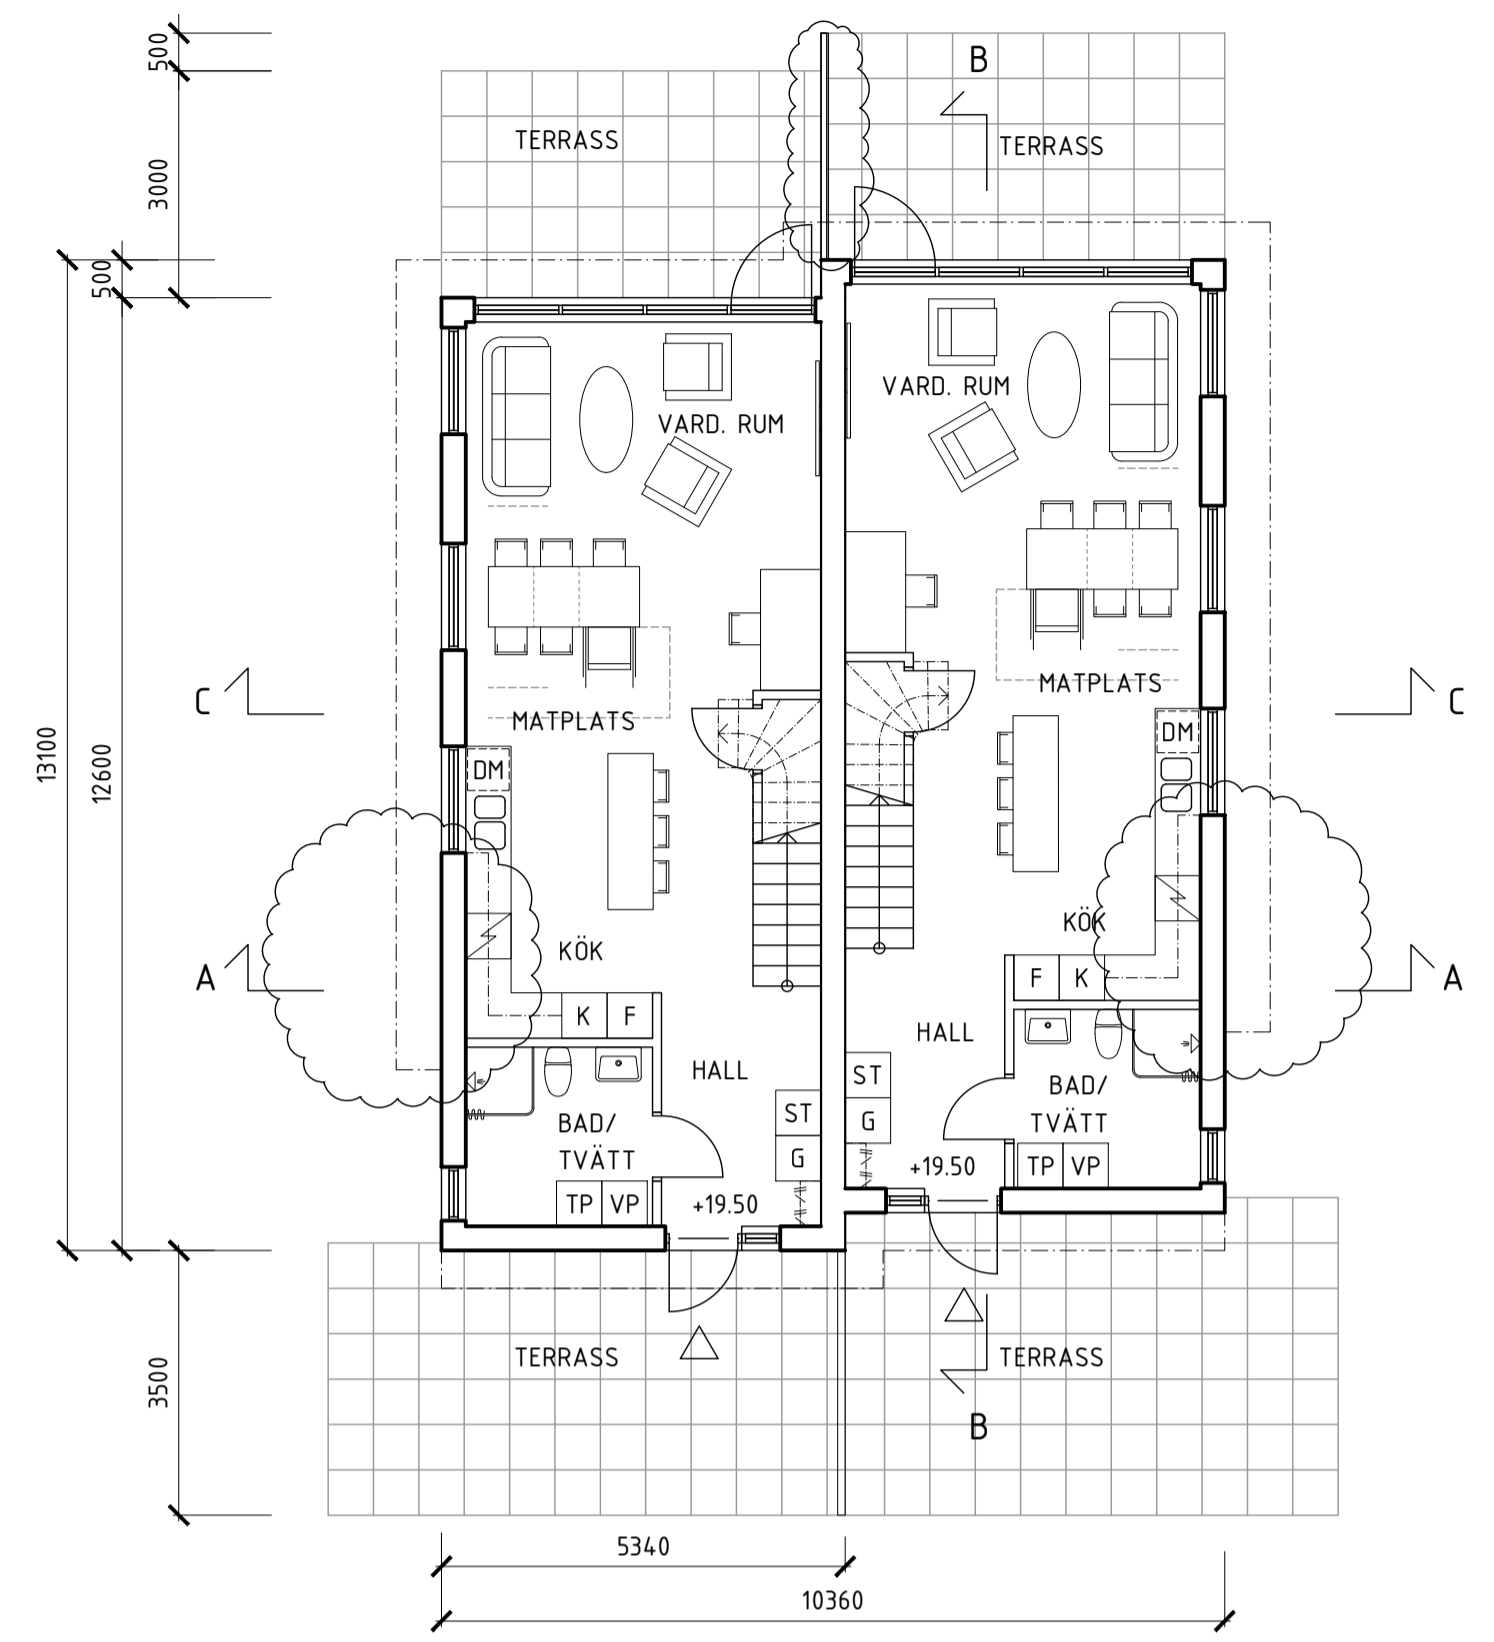 500
B
TERRASS
TERRASS
3000
500
VARD. RUM
VARD. RUM
MATPLATS
C
C
MATPLATS
DM
13100
12600
DM
KÖK
KÖK
A
F
K
A
K
F
HALL
HALL
ST
BAD/
TVÄTT
ST
G
BAD/
TVÄTT
G
+19.50
TP
VP
TP
VP
+19.50
TERRASS
TERRASS
3500
B
5340
10360